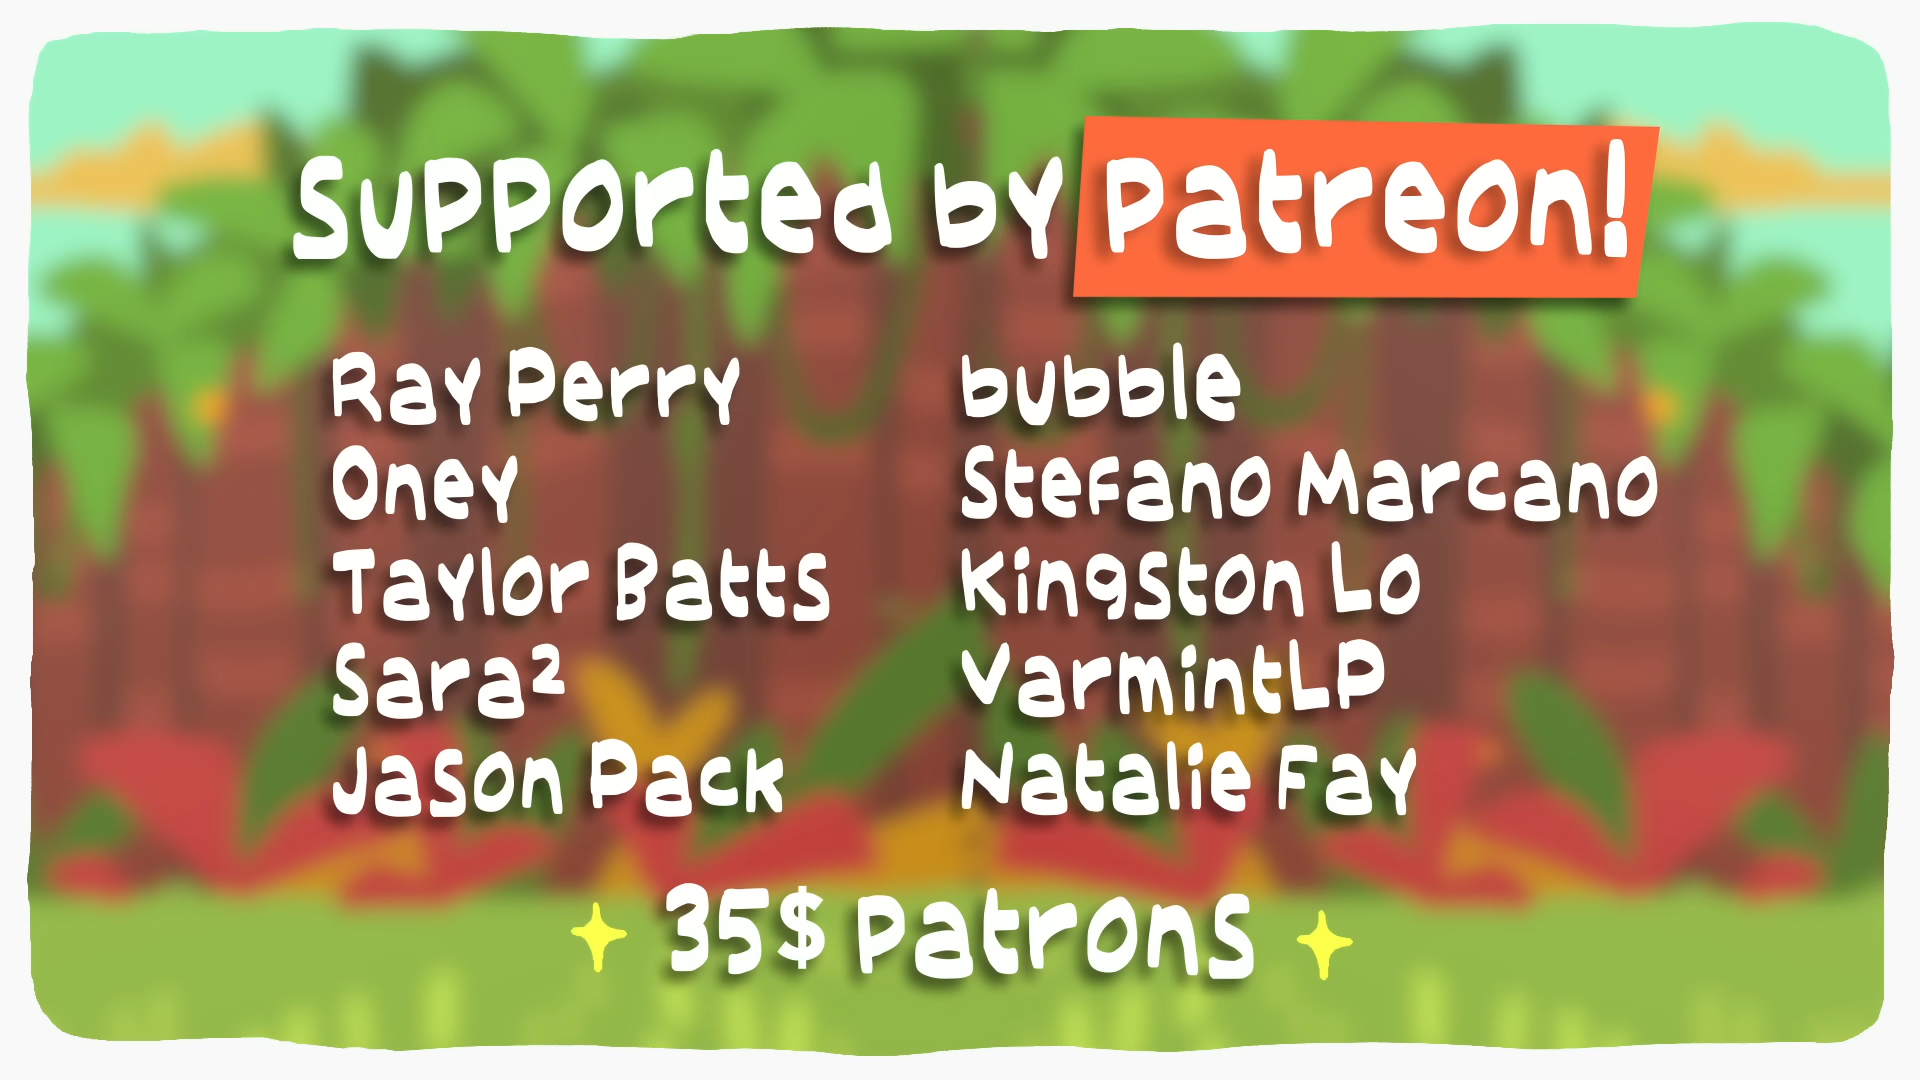 Supported by Patreon!
Ray Perry
Oney
Taylor Batts
Sara²
Jason Pack
bubble
Stefano Marcano
Kingston Lo
VarmintLP
Natalie Fay
35$ Patrons